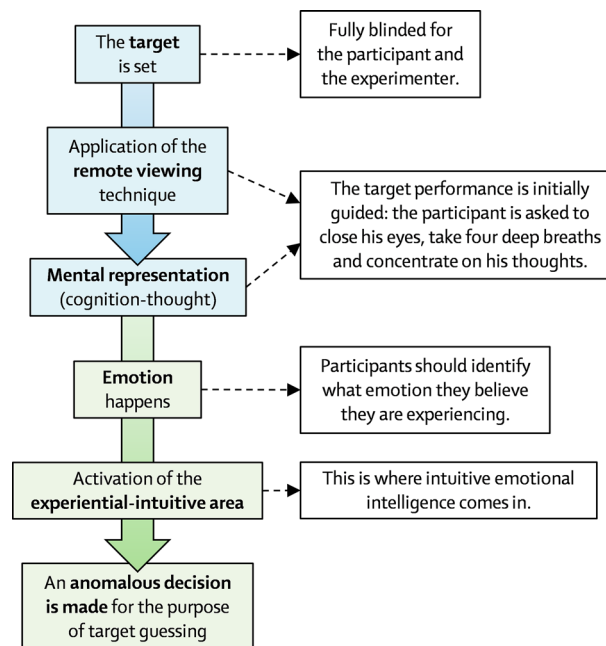 The target
is set
Fully blinded for
the participant and
the experimenter.
Application of the
remote viewing
technique
The target performance is initially
guided: the participant is asked to
close his eyes, take four deep breaths
and concentrate on his thoughts.
Mental representation
(cognition-thought)
Emotion
happens
Participants should identify
what emotion they believe
they are experiencing.
Activation of the
experiential-intuitive area
This is where intuitive emotional
intelligence comes in.
An anomalous decision
is made for the purpose
of target guessing